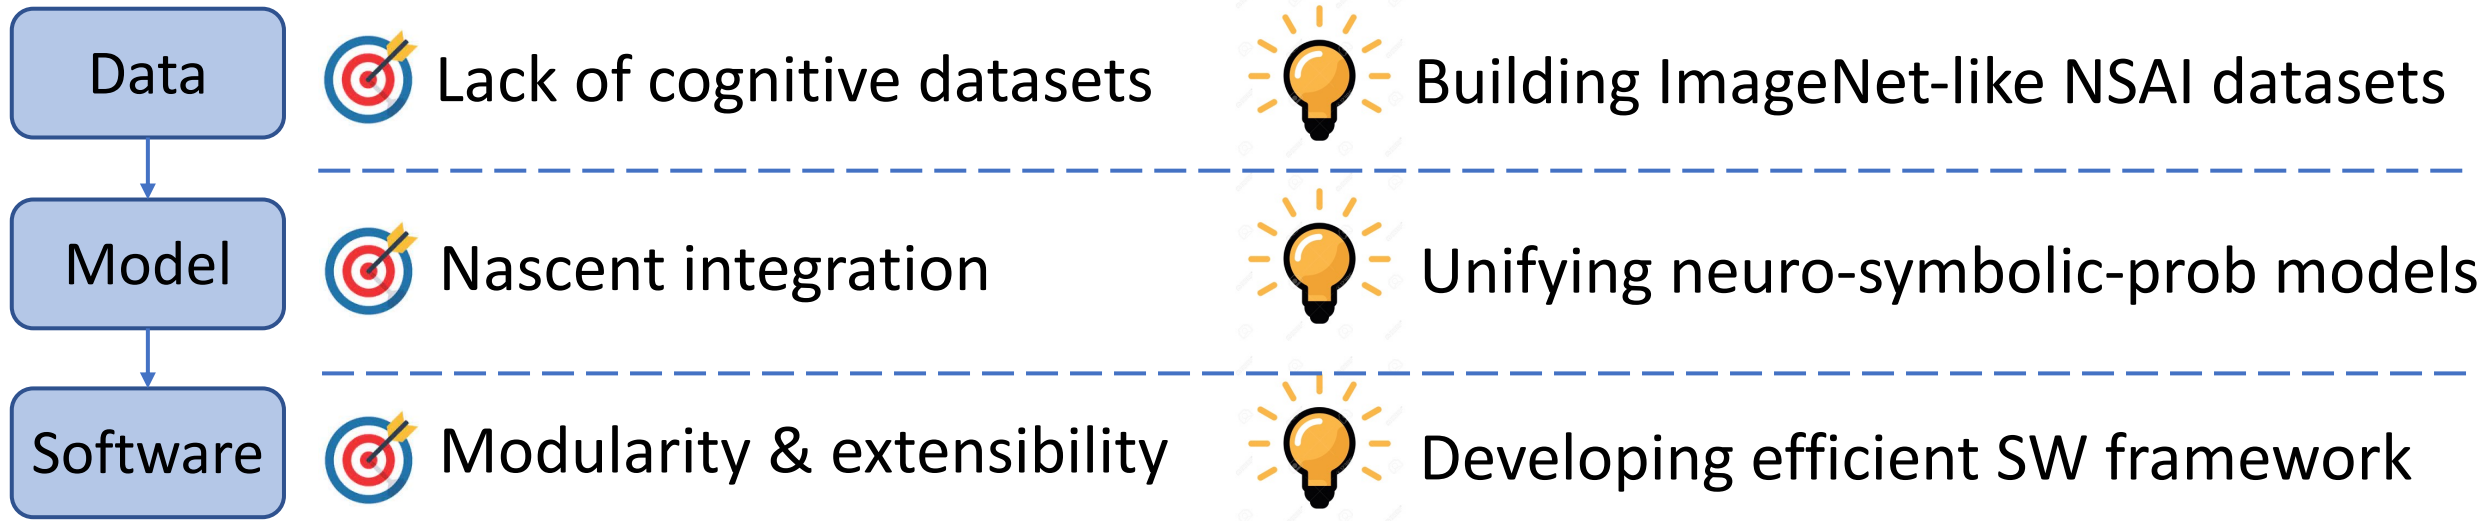 Data
Lack of cognitive datasets
Building ImageNet-like NSAI datasets
Model
Nascent integration
Unifying neuro-symbolic-prob models
Software
Modularity & extensibility
Developing efficient SW framework